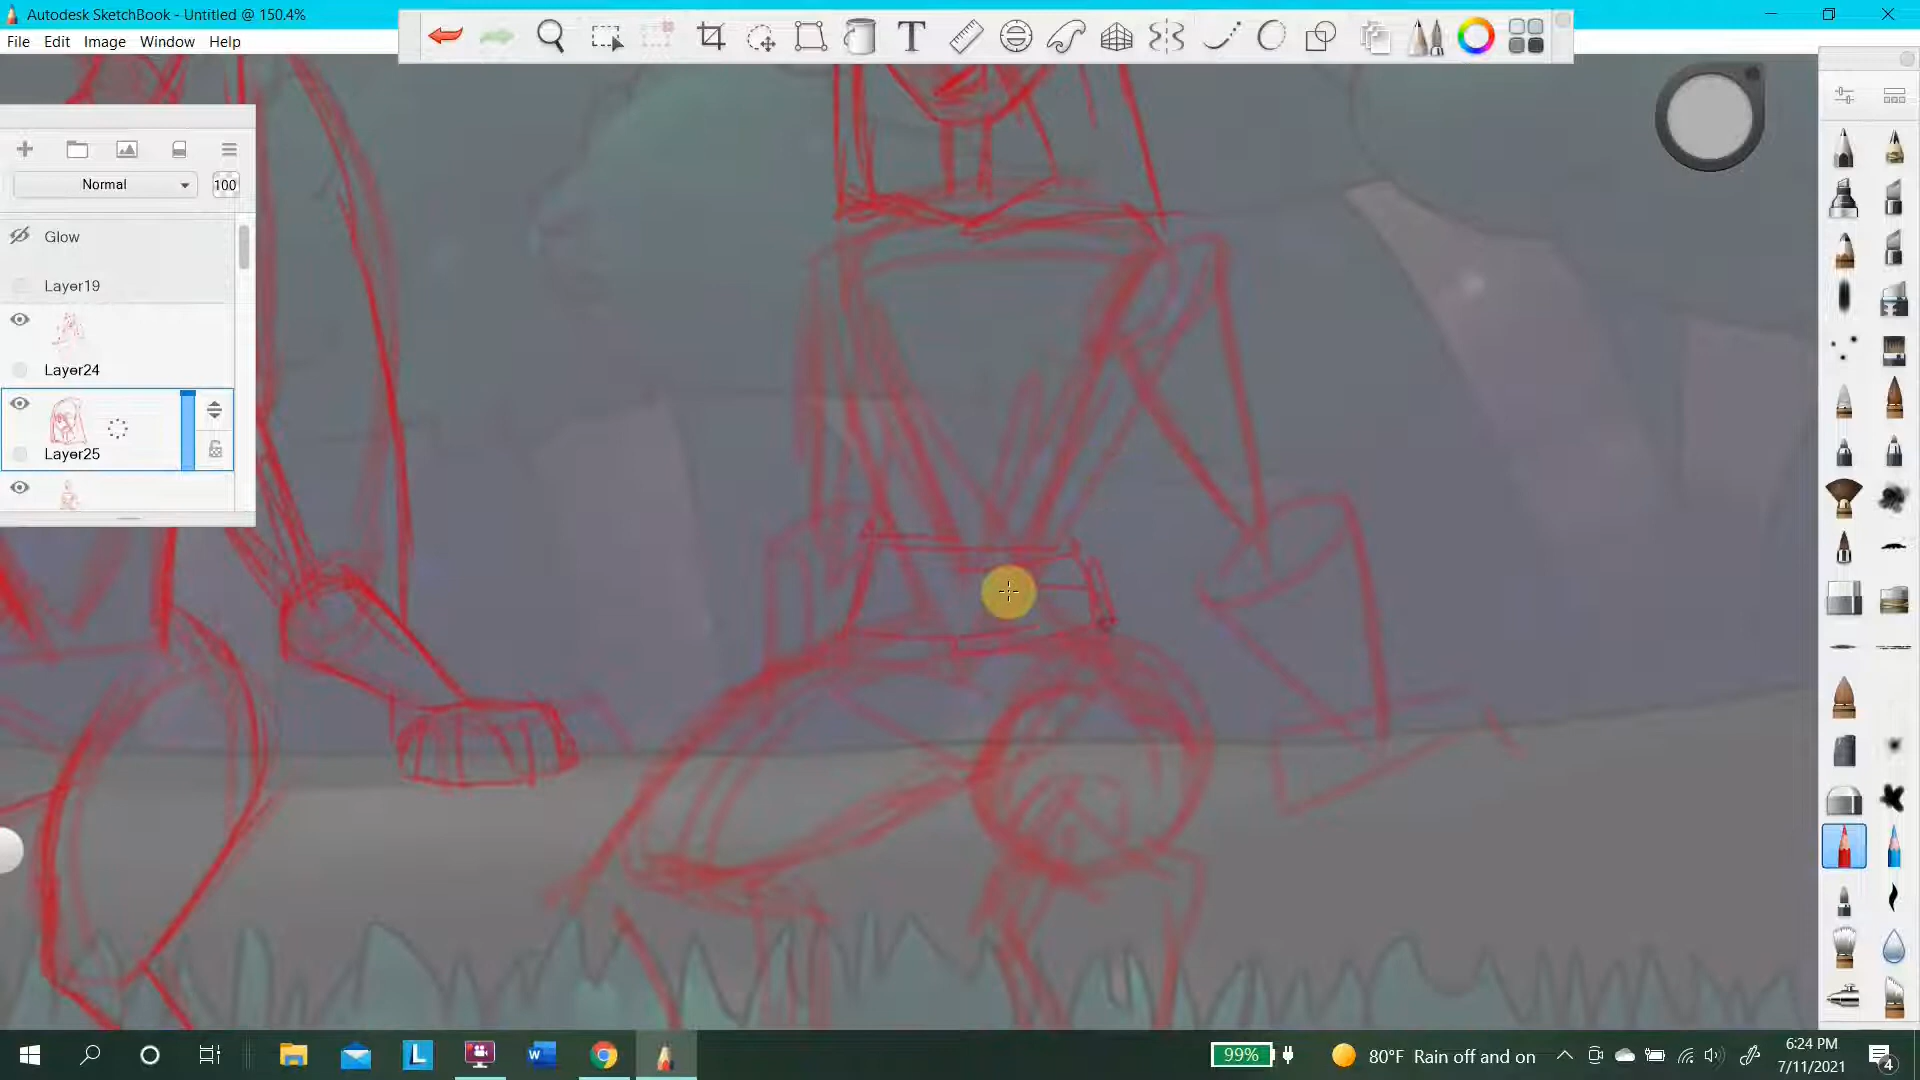 Autodesk SketchBook - Untitled @ 150.4%
File Edit Image Window Help
T
Normal 100
Glow
Layer19
Layer24
Layer25
L W 99% 80°F Rain off and on 6:24 PM
7/11/2021 4